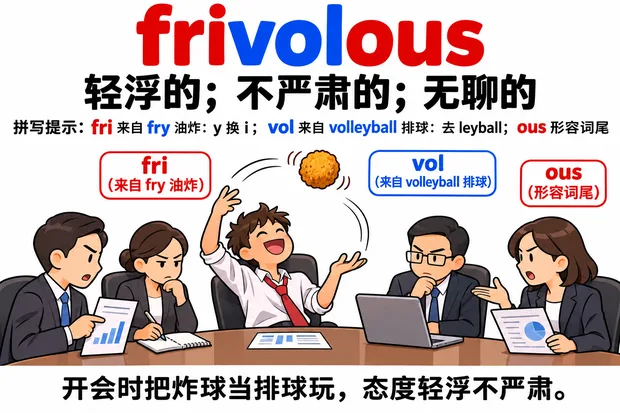 frivolous
轻浮的；不严肃的；无聊的
拼写提示：fri 来自 fry 油炸：y 换 i；vol 来自 volleyball 排球：去 leyball；ous 形容词尾
fri
（来自 fry 油炸）
vol
（来自 volleyball 排球）
ous
（形容词尾）
开会时把炸球当排球玩，态度轻浮不严肃。